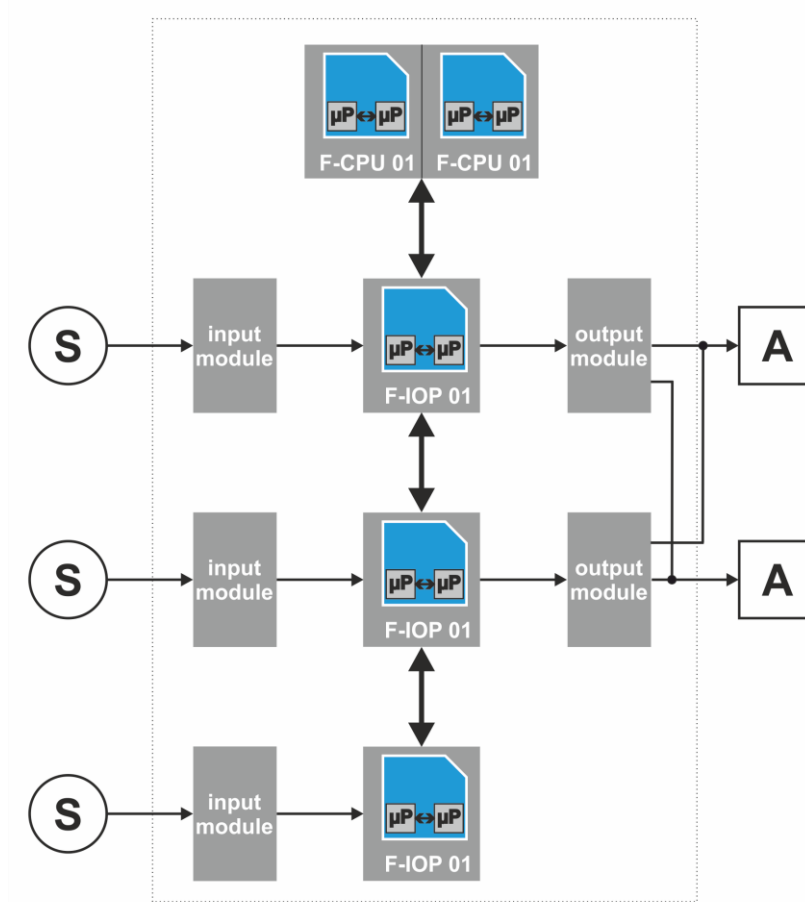 µP µP µP µP
F-CPU 01 F-CPU 01
S
input
module
µP µP
F-IOP 01
output
module
A
S
input
module
µP µP
F-IOP 01
output
module
A
S
input
module
µP µP
F-IOP 01